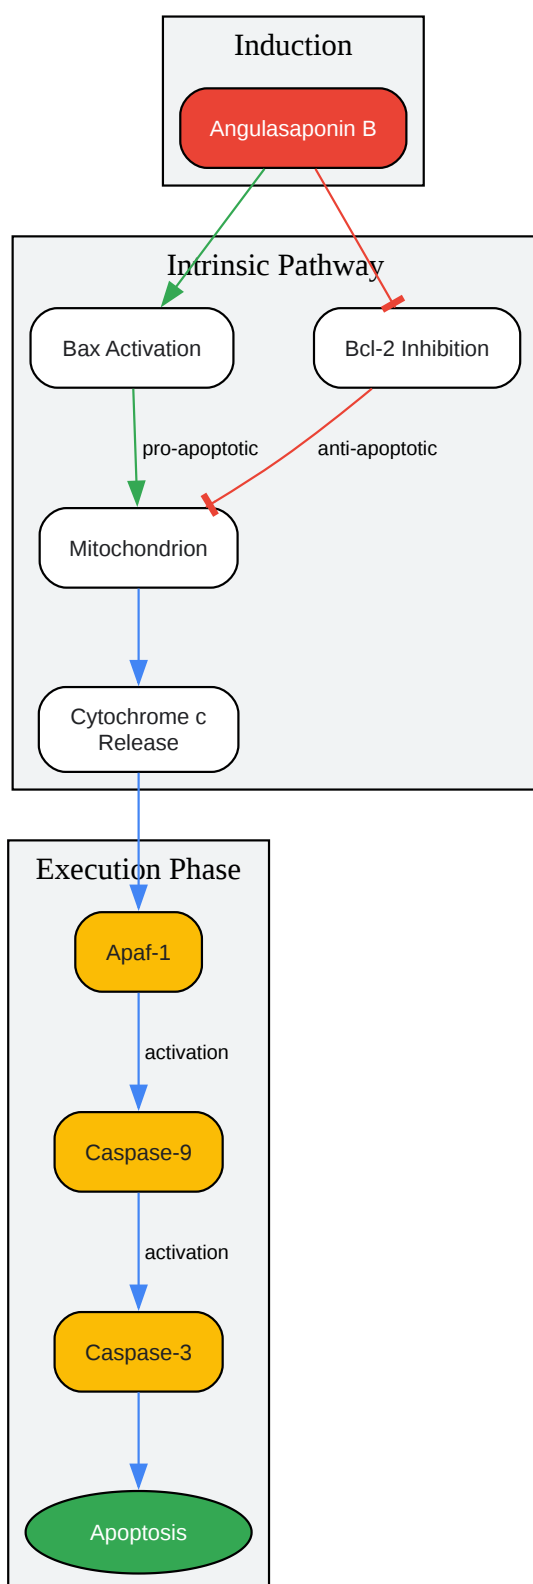 Induction
Angulasaponin B
Intrinsic Pathway
Bax Activation
Bcl-2 Inhibition
pro-apoptotic
anti-apoptotic
Mitochondrion
Cytochrome c
Release
Execution Phase
Apaf-1
activation
Caspase-9
activation
Caspase-3
Apoptosis